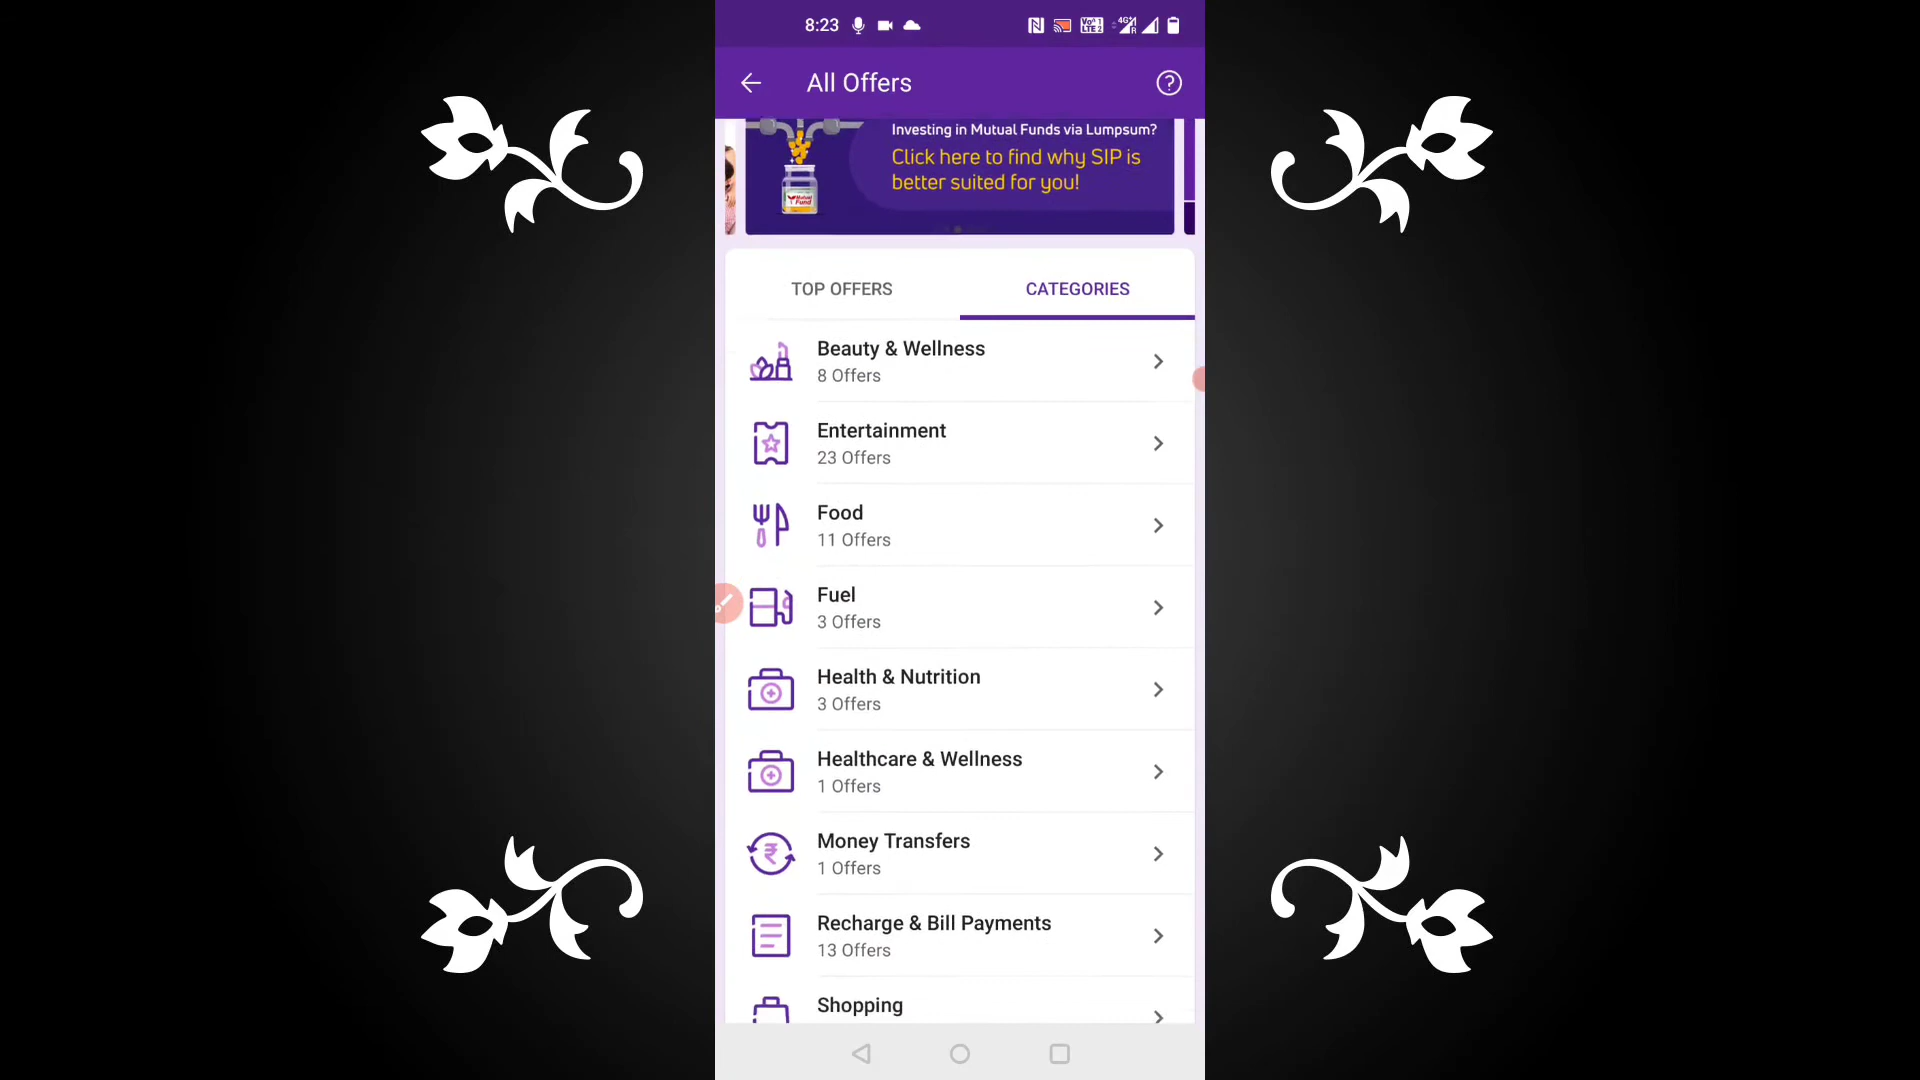 8:23
All Offers
Investing in Mutual Funds via Lumpsum?
Click here to find why SIP is
better suited for you!
Mutual
Fund
TOP OFFERS
CATEGORIES
Beauty & Wellness
8 Offers
Entertainment
23 Offers
Food
11 Offers
Fuel
3 Offers
Health & Nutrition
3 Offers
Healthcare & Wellness
1 Offers
Money Transfers
1 Offers
Recharge & Bill Payments
13 Offers
Shopping